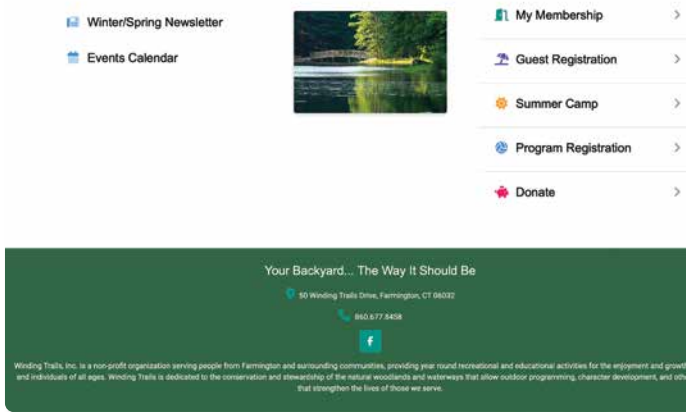 Winter/Spring Newsletter
Events Calendar
My Membership
Guest Registration
Summer Camp
Program Registration
Donate
Your Backyard... The Way It Should Be
50 Winding Trails Drive, Farmington, CT 06032
860.677.8458
Winding Trails, Inc. is a non-profit organization serving people from Farmington and surrounding communities, providing year round recreational and educational activities for the enjoyment and growth
and individuals of all ages. Winding Trails is dedicated to the conservation and stewardship of the natural woodlands and waterways that allow outdoor programming, character development, and
that strengthen the lives of those we serve.